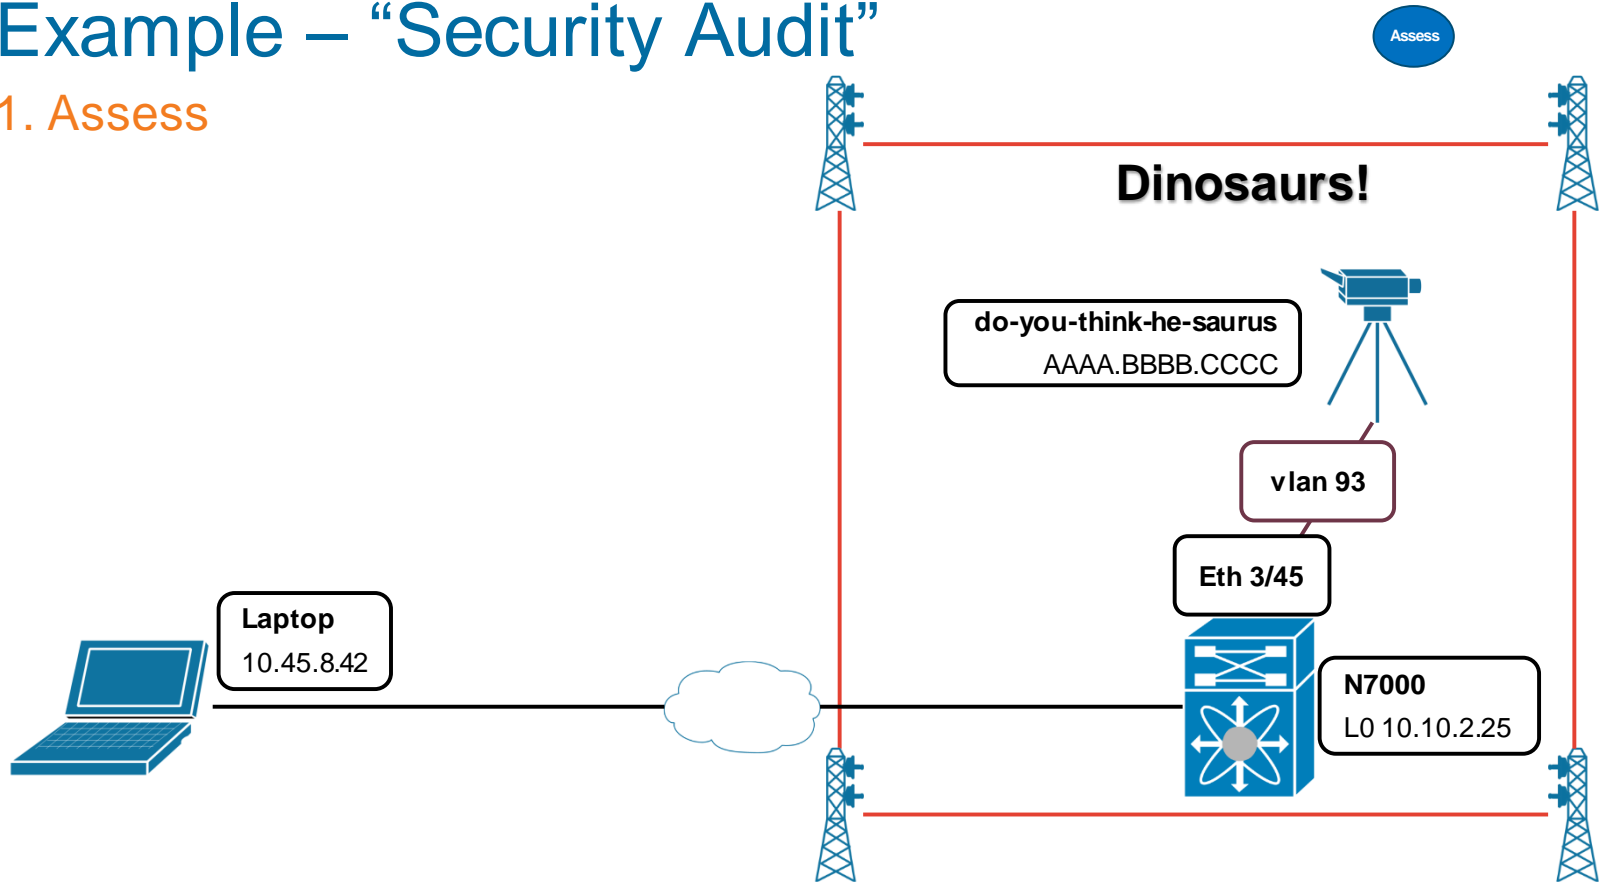 Example – “Security Audit”
Assess
1. Assess
Dinosaurs!
do-you-think-he-saurus
AAAA.BBBB.CCCC
vlan 93
Eth 3/45
Laptop
10.45.8.42
N7000
L0 10.10.2.25